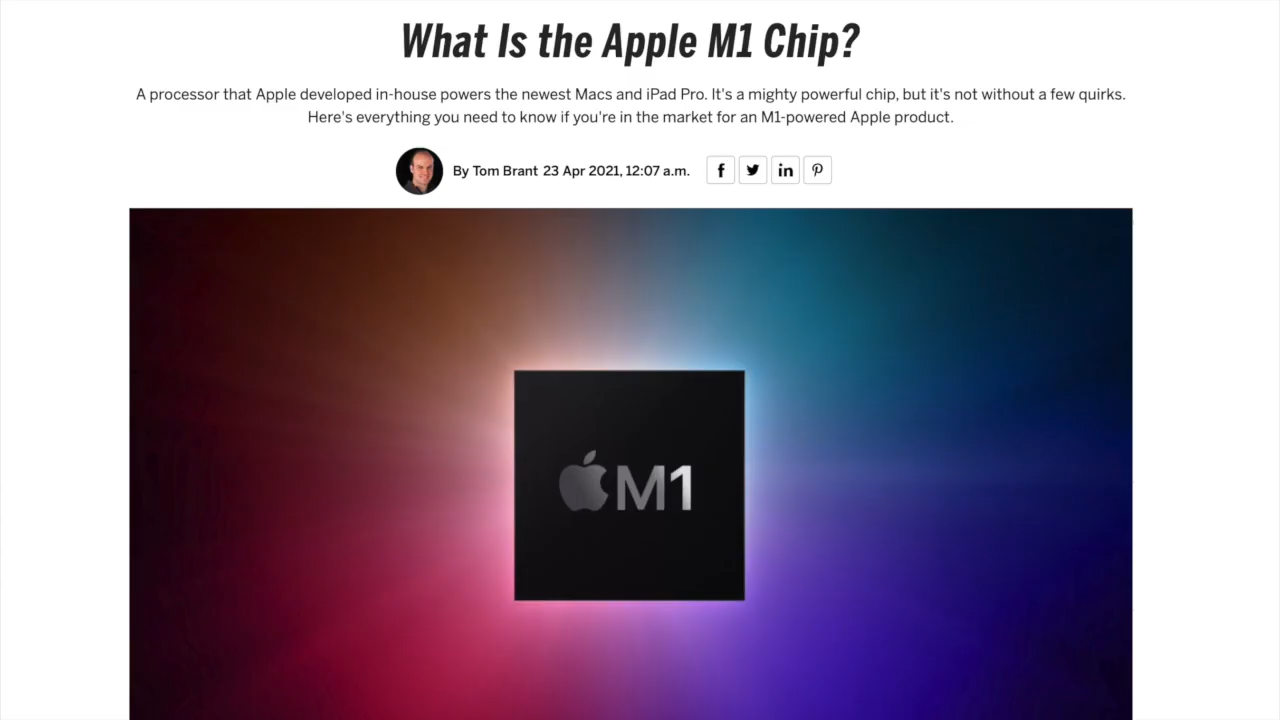 What Is the Apple M1 Chip?
A processor that Apple developed in-house powers the newest Macs and iPad Pro. It's a mighty powerful chip, but it's not without a few quirks.
Here's everything you need to know if you're in the market for an M1-powered Apple product.
By Tom Brant 23 Apr 2021, 12:07 a.m.
M1